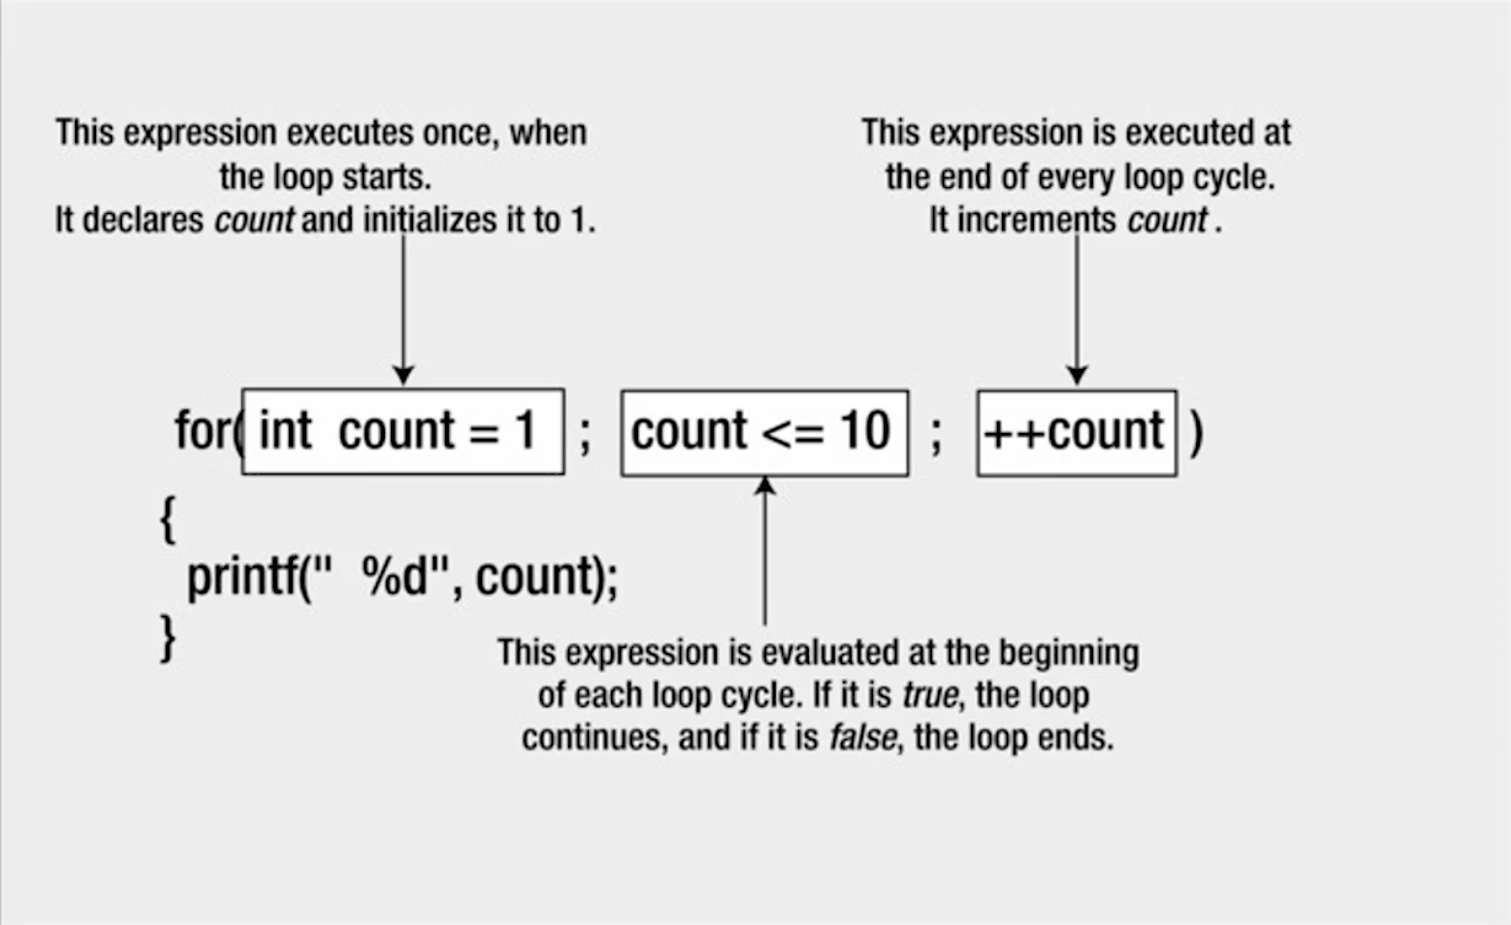 This expression executes once, when
the loop starts.
It declares count and initializes it to 1.
This expression is executed at
the end of every loop cycle.
It increments count .
for( int  count = 1 ; count <= 10 ; ++count )
{
printf("  %d", count);
}
This expression is evaluated at the beginning
of each loop cycle. If it is true, the loop
continues, and if it is false, the loop ends.